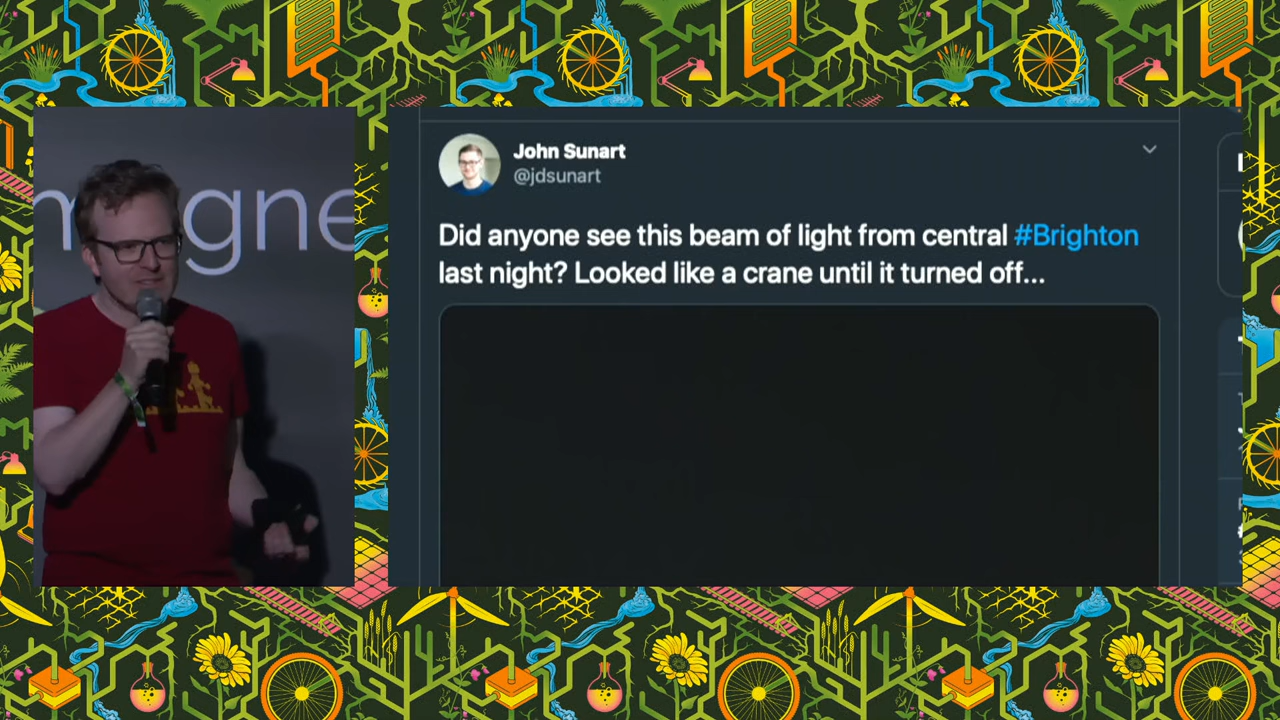 magne
John Sunart
@jdsunart
Did anyone see this beam of light from central #Brighton
last night? Looked like a crane until it turned off...